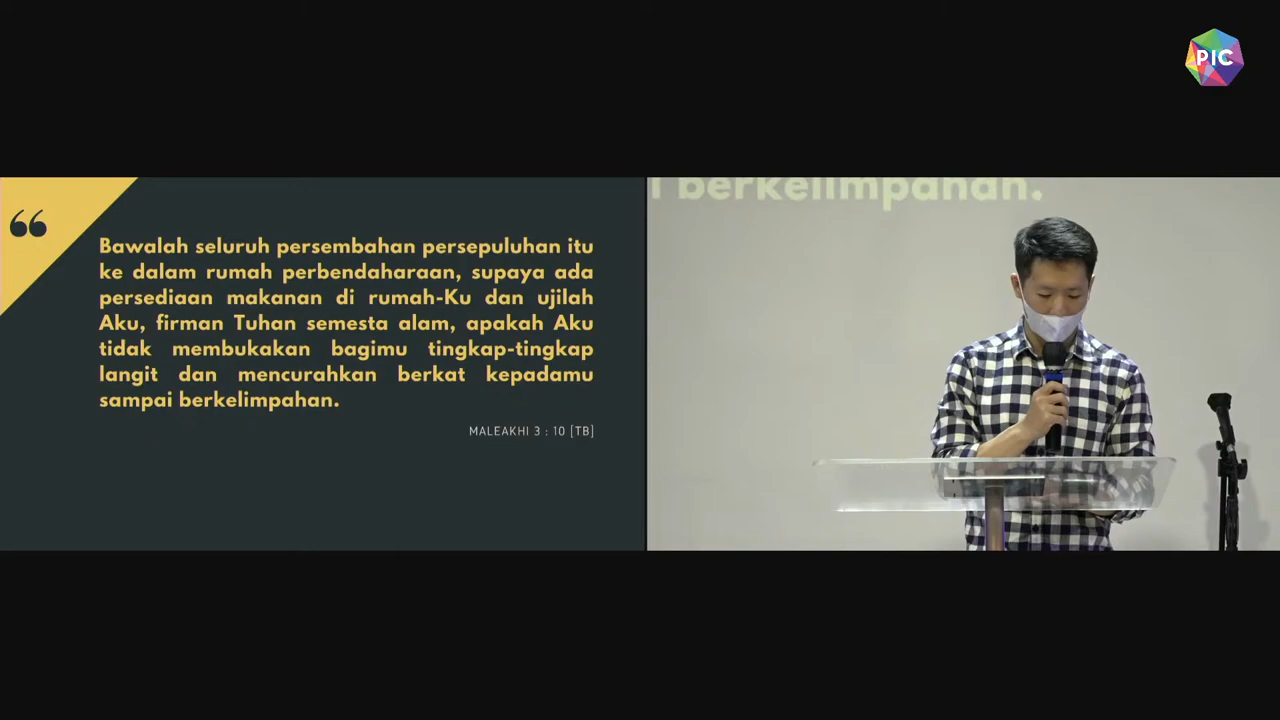 PIC
“
Bawalah seluruh persembahan persepuluhan itu
ke dalam rumah perbendaharaan, supaya ada
persediaan makanan di rumah-Ku dan ujilah
Aku, firman Tuhan semesta alam, apakah Aku
tidak membukakan bagimu tingkap-tingkap
langit dan mencurahkan berkat kepadamu
sampai berkelimpahan.
MALEAKHI 3 : 10 [TB]
berkelimpahan.